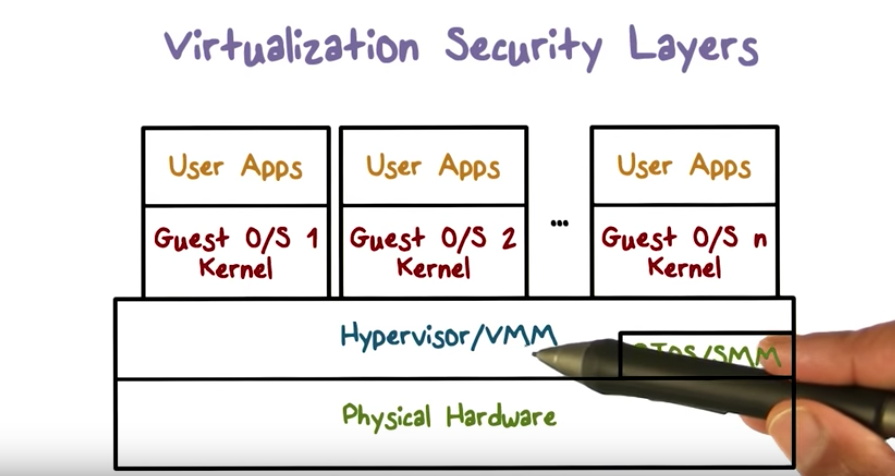 Virtualization Security Layers
User Apps
User Apps
User Apps
Guest O/S 1
Kernel
Guest O/S 2
Kernel
...
Guest O/S n
Kernel
Hypervisor/VMM
BIOS/SMM
Physical Hardware